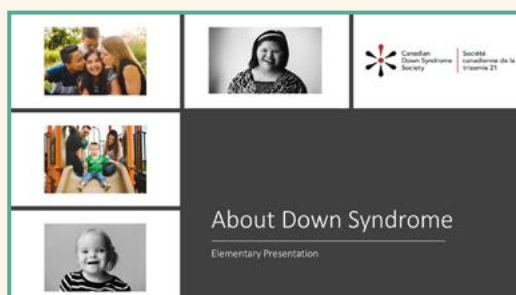 Canadian
Down Syndrome
Society
Société
canadienne de la
trisomie 21
About Down Syndrome
Elementary Presentation